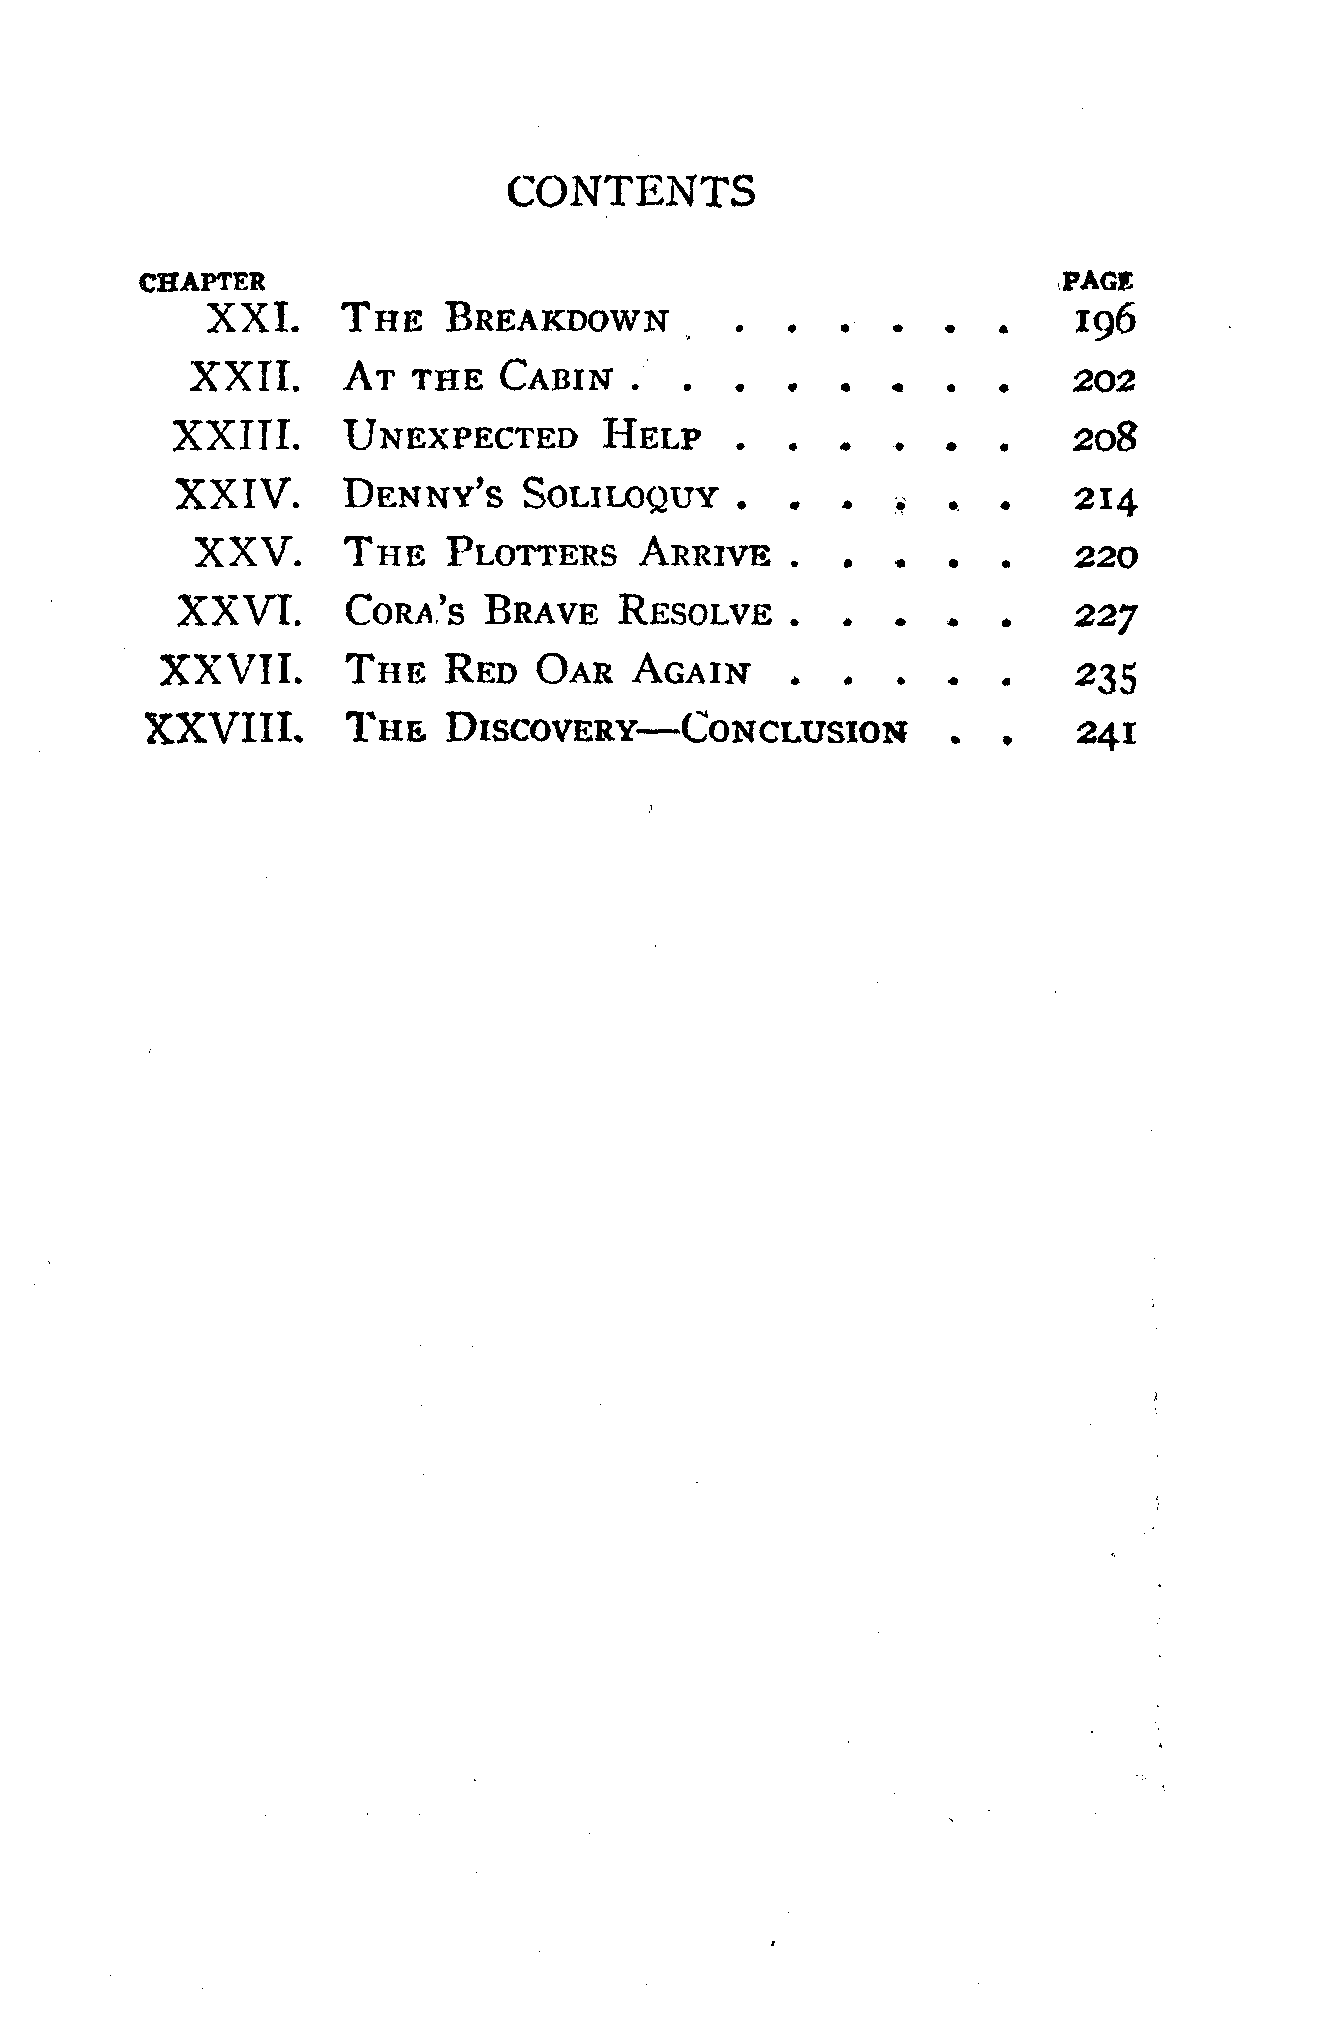 CONTENTS
CHAPTER PAGE
XXI. THE BREAKDOWN . . . . . . 196
XXII. AT THE CABIN . . . . . . . . 202
XXIII. UNEXPECTED HELP . . . . . . 208
XXIV. DENNY'S SOLILOQUY . . . . . . 214
XXV. THE PLOTTERS ARRIVE . . . . . 220
XXVI. CORA'S BRAVE RESOLVE . . . . . 227
XXVII. THE RED OAR AGAIN . . . . . 235
XXVIII. THE DISCOVERY—CONCLUSION . . 241